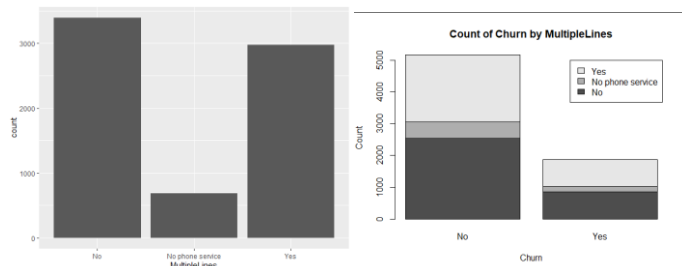 3000
2000
1000
0
count
No
No phone service
Yes
MultipleLines
Count of Churn by MultipleLines
5000
4000
3000
2000
1000
0
Count
Yes
No phone service
No
No
Yes
Churn